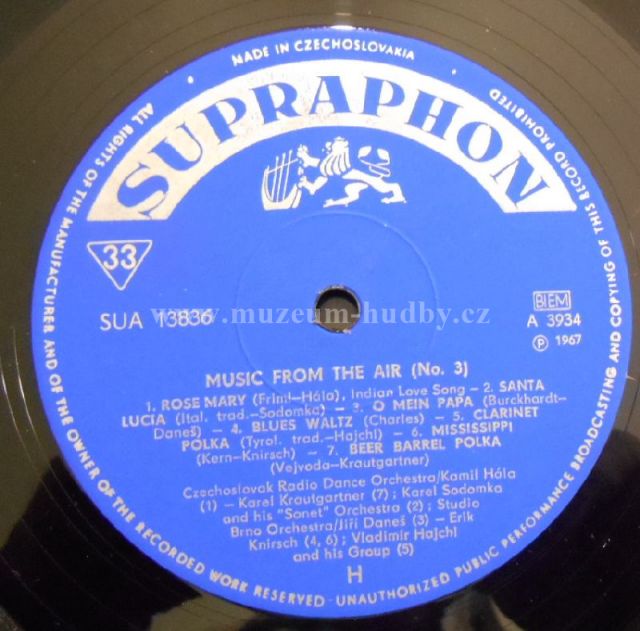 MADE IN CZECHOSLOVAKIA
ALL RIGHTS OF THE MANUFACTURER AND OF THE OWNER OF THE RECORDED WORK RESERVED - UNAUTHORIZED PUBLIC PERFORMANCE BROADCASTING AND COPYING OF THIS RECORD PROHIBITED
SUPRAPHON
33
SUA 13836
www.muzeum-hudby.cz
BIEM
A 3934
Ⓟ 1967
MUSIC FROM THE AIR (No. 3)
1. ROSE MARY (Friml–Hála), Indian Love Song – 2. SANTA
LUCIA (Ital. trad.–Sodomka) – 3. O MEIN PAPA (Burckhardt–
Daneš) – 4. BLUES WALTZ (Charles) – 5. CLARINET
POLKA (Tyrol. trad.–Hajchl) – 6. MISSISSIPPI
(Kern–Knirsch) – 7. BEER BARREL POLKA
(Vejvoda–Krautgartner)
Czechoslovak Radio Dance Orchestra/Kamil Hála
(1) – Karel Krautgartner (7); Karel Sodomka
and his "Sonet" Orchestra (2); Studio
Brno Orchestra/Jiří Daneš (3) – Erik
Knirsch (4, 6); Vladimír Hajchl
and his Group (5)
H